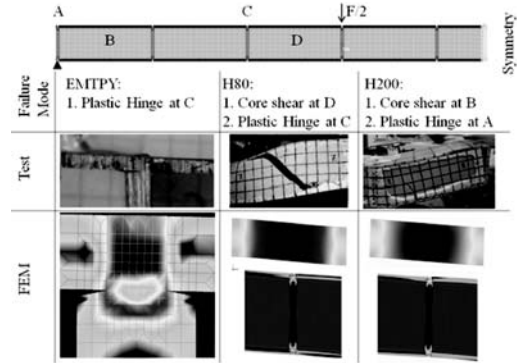 A
C
F/2
B
D
Symmetry
Failure Mode
EMTPY:
1. Plastic Hinge at C
H80:
1. Core shear at D
2. Plastic Hinge at C
H200:
1. Core shear at B
2. Plastic Hinge at A
Test
FEM